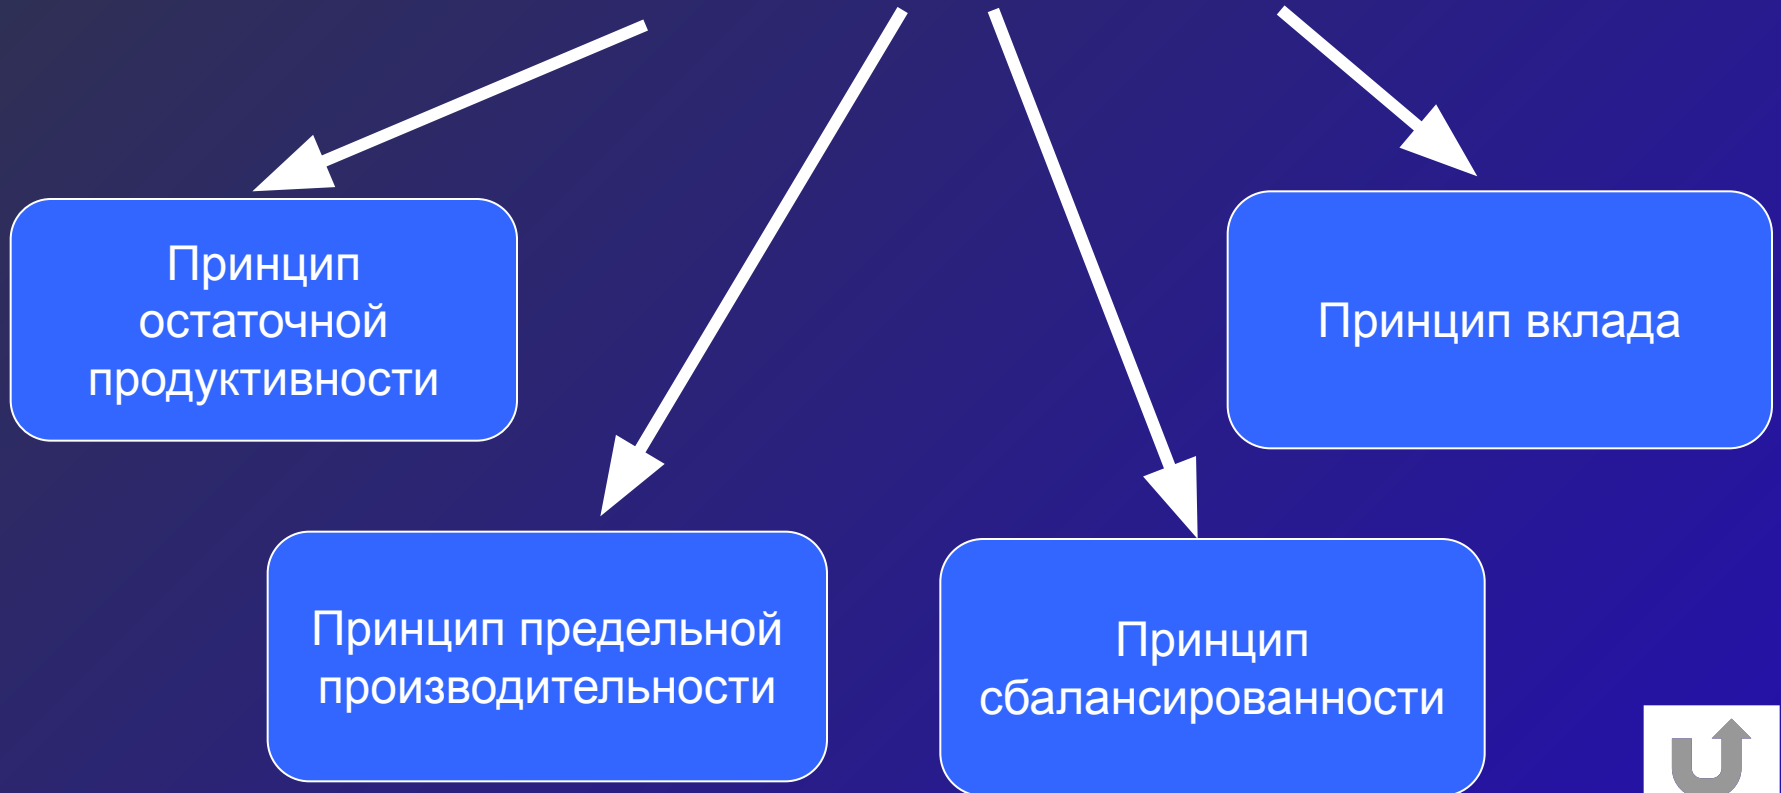 Принцип
остаточной
продуктивности
Принцип вклада
Принцип предельной
производительности
Принцип
сбалансированности